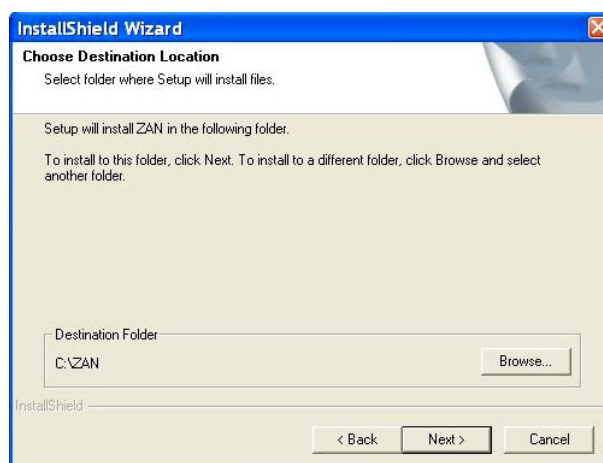 InstallShield Wizard
Choose Destination Location
Select folder where Setup will install files.
Setup will install ZAN in the following folder.
To install to this folder, click Next. To install to a different folder, click Browse and select
another folder.
Destination Folder
C:\ZAN
Browse...
InstallShield
< Back
Next >
Cancel